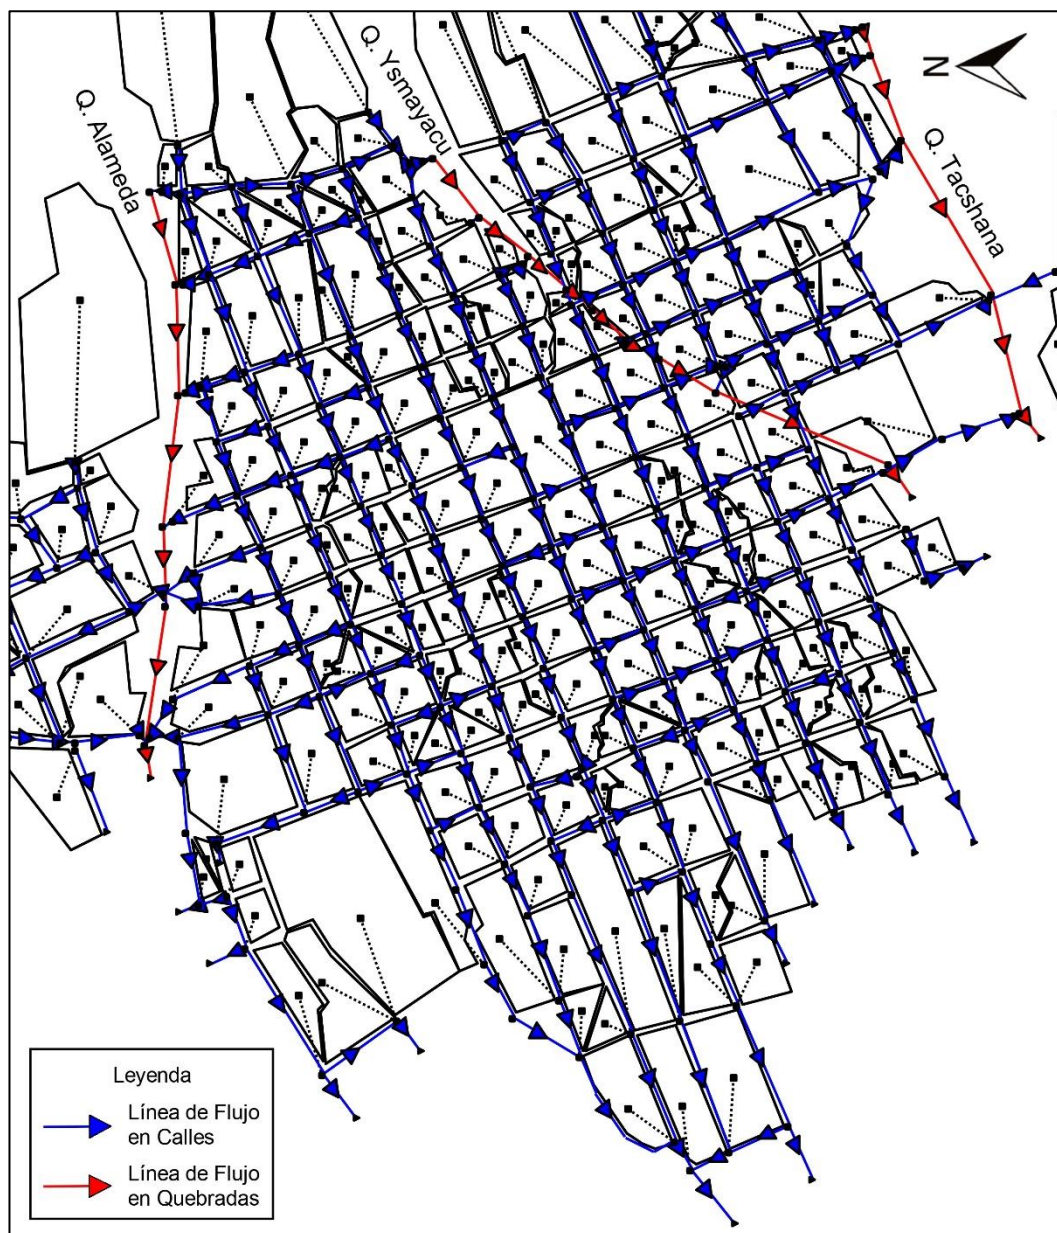 Q. Alameda
Q. Ysmayacu
N
Q. Tacshana
Leyenda
Línea de Flujo
en Calles
Línea de Flujo
en Quebradas